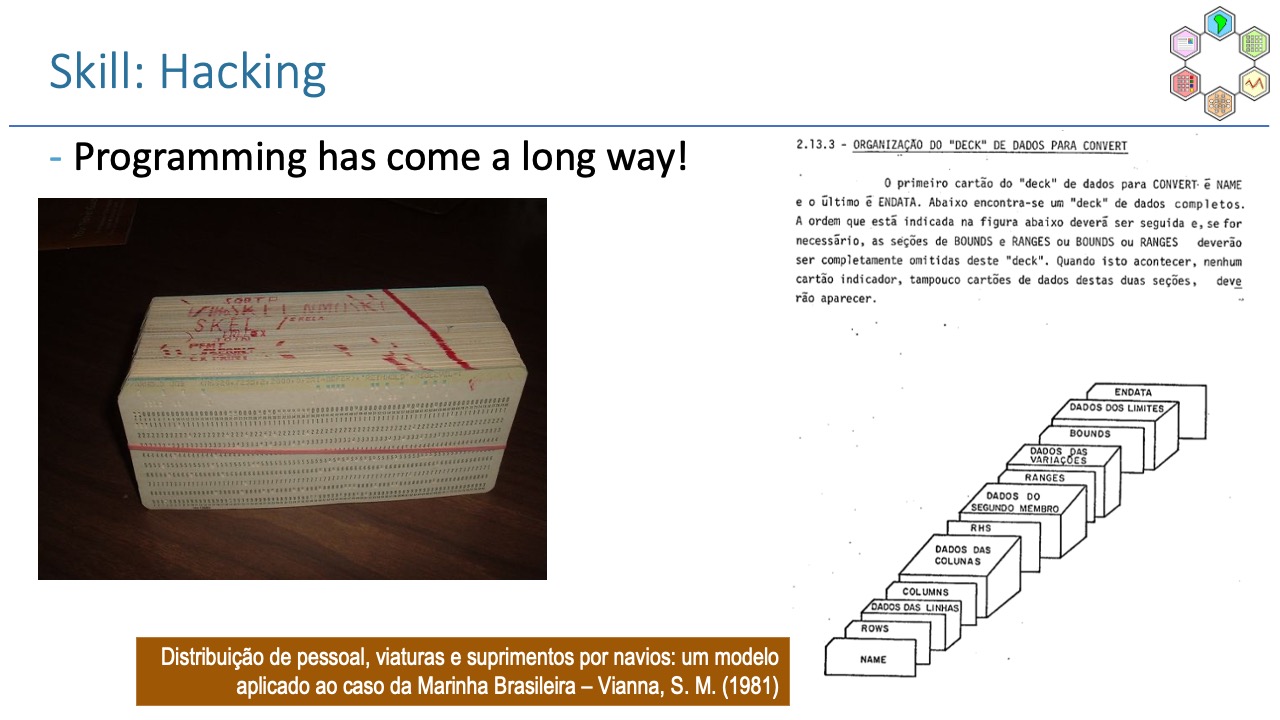 Skill: Hacking
- Programming has come a long way!
2.13.3 - ORGANIZAÇÃO DO "DECK" DE DADOS PARA CONVERT
O primeiro cartão do "deck" de dados para CONVERT é NAME
e o último é ENDATA. Abaixo encontra-se um "deck" de dados completos.
A ordem que está indicada na figura abaixo deverá ser seguida e, se for
necessário, as seções de BOUNDS e RANGES ou BOUNDS ou RANGES deverão
ser completamente omitidas deste "deck". Quando isto acontecer, nenhum
cartão indicador, tampouco cartões de dados destas duas seções, deve
rão aparecer.
SKEL
ENDATA
DADOS DOS LIMITES
BOUNDS
DADOS DAS
VARIAÇÕES
RANGES
DADOS DO
SEGUNDO MEMBRO
RHS
DADOS DAS
COLUNAS
COLUMNS
DADOS DAS LINHAS
ROWS
NAME
Distribuição de pessoal, viaturas e suprimentos por navios: um modelo
aplicado ao caso da Marinha Brasileira – Vianna, S. M. (1981)